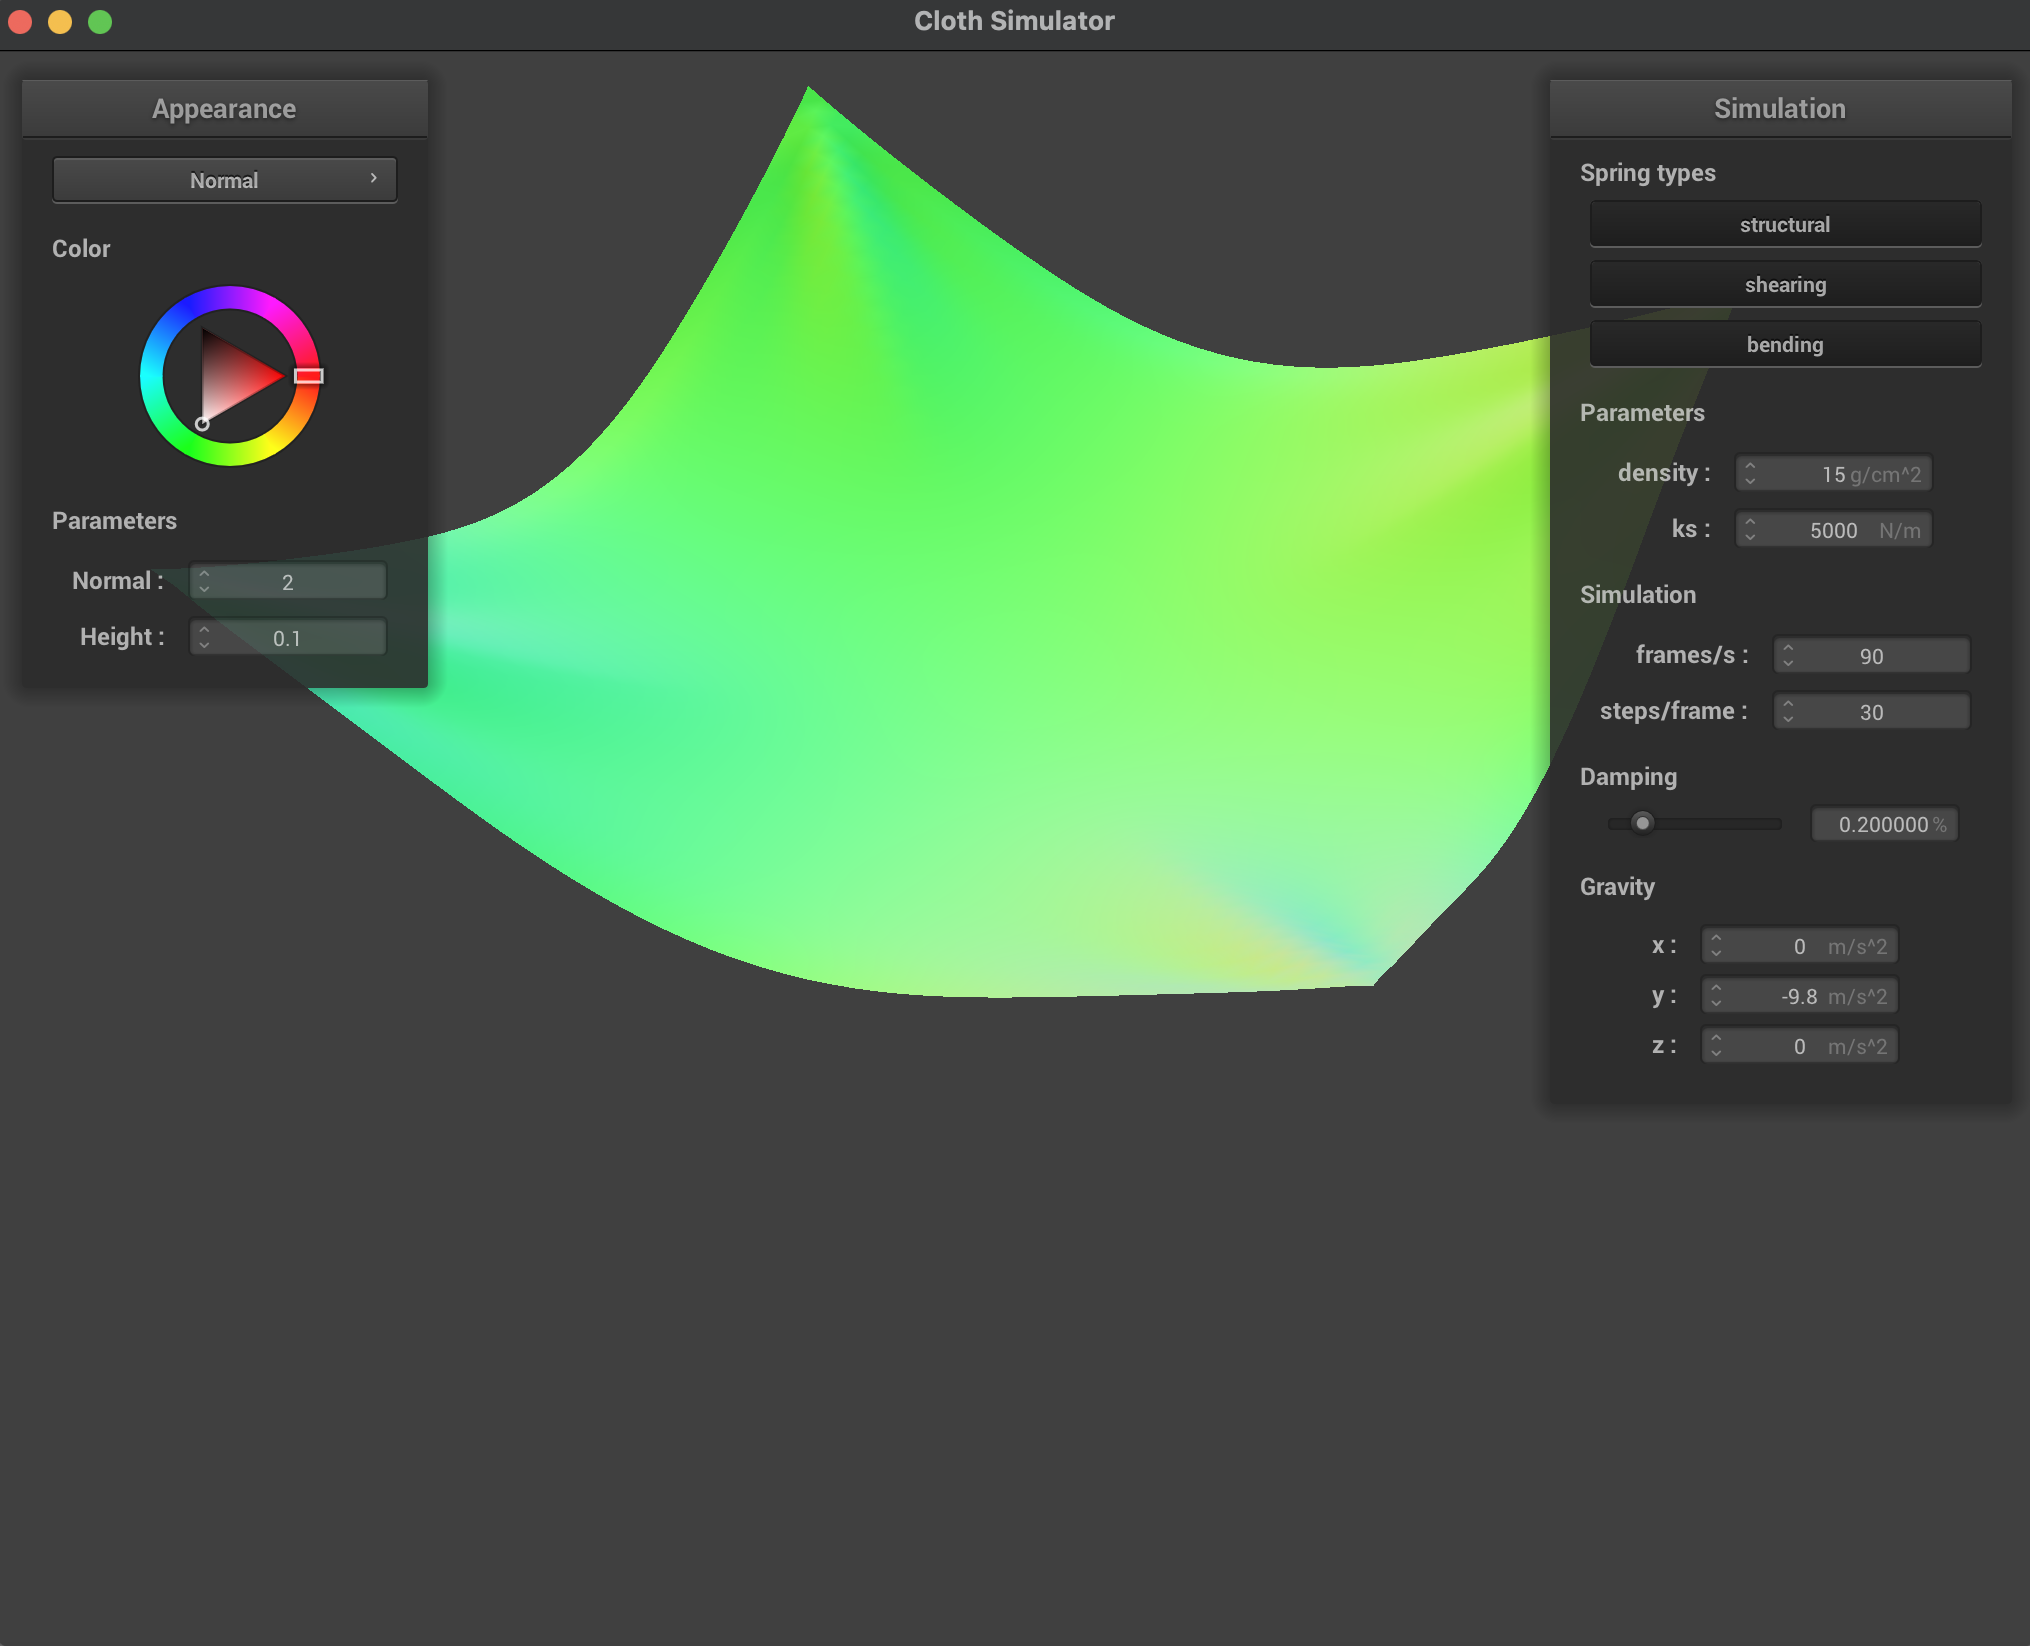 Cloth Simulator
Appearance
Normal
Color
Parameters
Normal : 2
Height : 0.1
Simulation
Spring types
structural
shearing
bending
Parameters
density : 15 g/cm^2
ks : 5000 N/m
Simulation
frames/s : 90
steps/frame : 30
Damping
0.200000 %
Gravity
x : 0 m/s^2
y : -9.8 m/s^2
z : 0 m/s^2